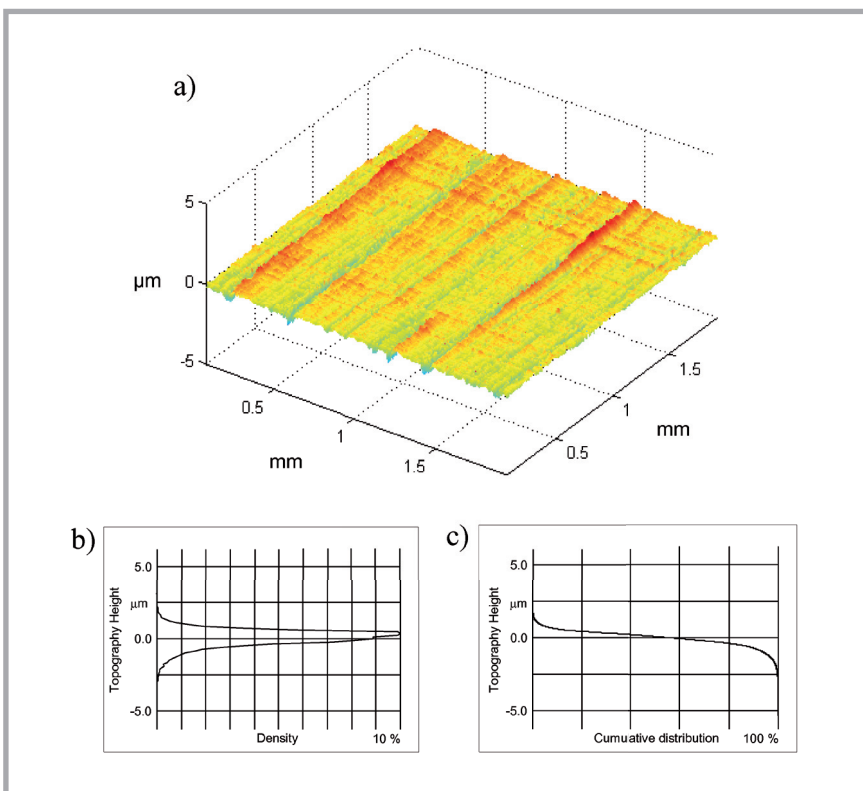 a)
5
µm
0
-5
0.5
1
1.5
mm
0.5
1
1.5
mm
b)
5.0
µm
0.0
-5.0
Topography Height
Density 10 %
c)
5.0
µm
0.0
-5.0
Topography Height
Cumuative distribution 100 %